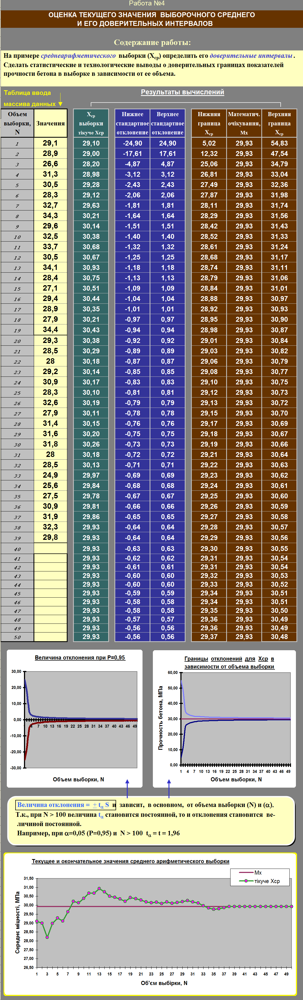 Работа №4
ОЦЕНКА ТЕКУЩЕГО ЗНАЧЕНИЯ ВЫБОРОЧНОГО СРЕДНЕГО
И ЕГО ДОВЕРИТЕЛЬНЫХ ИНТЕРВАЛОВ
Содержание работы:
На примере среднеарифметического выборки (Хср) определить его доверительные интервалы.
Сделать статистические и технологические выводы о доверительных границах показателей
прочности бетона в выборке в зависимости от ее объема.
Таблица ввода
массива данных
Результаты вычислений
Объем выборки, N Значения Хср выборки тікуче Хср Нижнее стандартное отклонение Верхнее стандартное отклонение Нижняя граница Хср Математич. очікування, Мх Верхняя граница Хср
1 29,1 29,10 -24,90 24,90 5,02 29,93 54,83
2 28,9 29,00 -17,61 17,61 12,32 29,93 47,54
3 26,6 28,20 -4,87 4,87 25,06 29,93 34,79
4 31,3 28,98 -3,12 3,12 26,81 29,93 33,04
5 30,5 29,28 -2,43 2,43 27,49 29,93 32,36
6 28,3 29,12 -2,06 2,06 27,87 29,93 31,98
7 32,7 29,63 -1,81 1,81 28,11 29,93 31,74
8 34,3 30,21 -1,64 1,64 28,29 29,93 31,56
9 29,6 30,14 -1,51 1,51 28,42 29,93 31,43
10 32,5 30,38 -1,40 1,40 28,52 29,93 31,33
11 33,7 30,68 -1,32 1,32 28,61 29,93 31,24
12 30,5 30,67 -1,25 1,25 28,68 29,93 31,17
13 34,1 30,93 -1,18 1,18 28,74 29,93 31,11
14 28,4 30,75 -1,13 1,13 28,79 29,93 31,06
15 27,1 30,51 -1,09 1,09 28,84 29,93 31,01
16 29,4 30,44 -1,04 1,04 28,88 29,93 30,97
17 28,9 30,35 -1,01 1,01 28,92 29,93 30,93
18 27,9 30,21 -0,97 0,97 28,95 29,93 30,90
19 34,4 30,43 -0,94 0,94 28,98 29,93 30,87
20 29,3 30,38 -0,92 0,92 29,01 29,93 30,84
21 28,5 30,29 -0,89 0,89 29,03 29,93 30,82
22 28 30,18 -0,87 0,87 29,06 29,93 30,79
23 29,2 30,14 -0,85 0,85 29,08 29,93 30,77
24 30,9 30,17 -0,83 0,83 29,10 29,93 30,75
25 28,3 30,10 -0,81 0,81 29,12 29,93 30,73
26 32,6 30,19 -0,79 0,79 29,13 29,93 30,72
27 27,9 30,11 -0,78 0,78 29,15 29,93 30,70
28 31,4 30,15 -0,76 0,76 29,17 29,93 30,69
29 31,6 30,20 -0,75 0,75 29,18 29,93 30,67
30 31,8 30,26 -0,73 0,73 29,19 29,93 30,66
31 28 30,18 -0,72 0,72 29,21 29,93 30,64
32 28,5 30,13 -0,71 0,71 29,22 29,93 30,63
33 24,9 29,97 -0,69 0,69 29,23 29,93 30,62
34 25,6 29,84 -0,68 0,68 29,24 29,93 30,61
35 27,5 29,78 -0,67 0,67 29,25 29,93 30,60
36 30,9 29,81 -0,66 0,66 29,26 29,93 30,59
37 31,9 29,86 -0,65 0,65 29,27 29,93 30,58
38 32,3 29,93 -0,64 0,64 29,28 29,93 30,57
39 29,8 29,93 -0,64 0,64 29,29 29,93 30,56
40 29,93 -0,63 0,63 29,30 29,93 30,55
41 29,93 -0,62 0,62 29,31 29,93 30,54
42 29,93 -0,61 0,61 29,31 29,93 30,54
43 29,93 -0,60 0,60 29,32 29,93 30,53
44 29,93 -0,60 0,60 29,33 29,93 30,52
45 29,93 -0,59 0,59 29,34 29,93 30,51
46 29,93 -0,58 0,58 29,34 29,93 30,51
47 29,93 -0,58 0,58 29,35 29,93 30,50
48 29,93 -0,57 0,57 29,36 29,93 30,49
49 29,93 -0,56 0,56 29,36 29,93 30,49
50 29,93 -0,56 0,56 29,37 29,93 30,48
Величина отклонения при Р=0,95
30,00
20,00
10,00
0,00
-10,00
-20,00
-30,00
4 7 10 13 16 19 22 25 28 31 34 37 40 43 46 49
Объем выборки, N
Границы отклонений для Хср в
зависимости от объема выборки
Прочность бетона, МПа
60,00
50,00
40,00
30,00
20,00
10,00
0,00
1 4 7 10 13 16 19 22 25 28 31 34 37 40 43 46 49
Объем выборки, N
Величина отклонения = ± tα S и зависит, в основном, от объема выборки (N) и (α).
Т.к., при N > 100 величина tα становится постоянной, то и отклонения становится ве-
личиной постоянной.
Например, при α=0,05 (Р=0,95) и N > 100 tα = t = 1,96
Текущее и окончательное значения среднего арифметического выборки
Мх
тікуче Хср
Середнє міцності, МПа
31,50
31,00
30,50
30,00
29,50
29,00
28,50
28,00
27,50
27,00
26,50
1 3 5 7 9 11 13 15 17 19 21 23 25 27 29 31 33 35 37 39 41 43 45 47 49
Об'єм выбірки, N